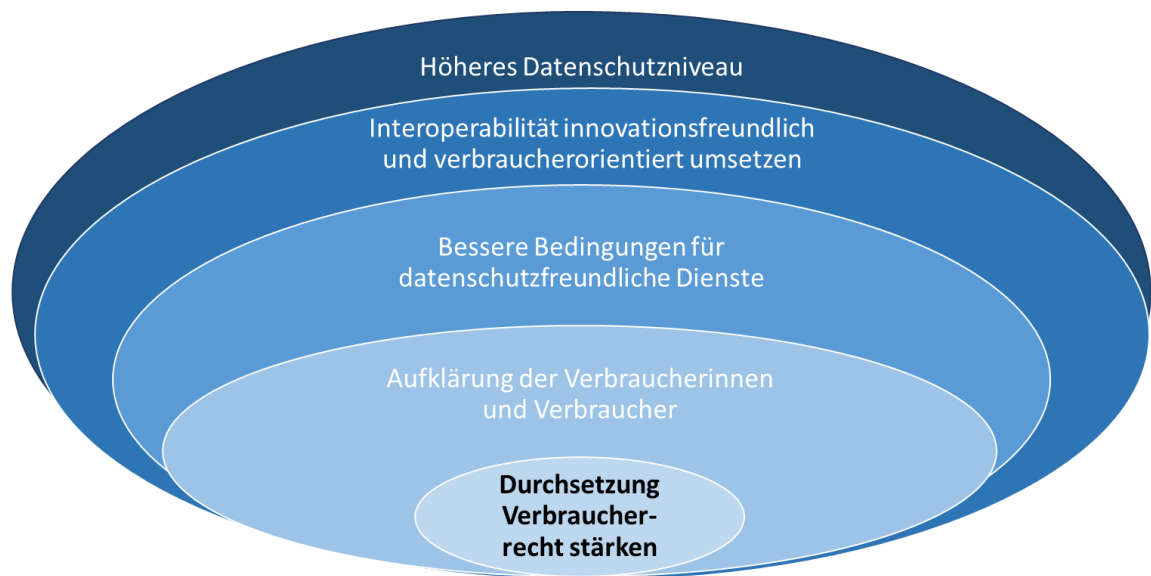 Höheres Datenschutzniveau
Interoperabilität innovationsfreundlich
und verbraucherorientiert umsetzen
Bessere Bedingungen für
datenschutzfreundliche Dienste
Aufklärung der Verbraucherinnen
und Verbraucher
Durchsetzung
Verbraucher-
recht stärken